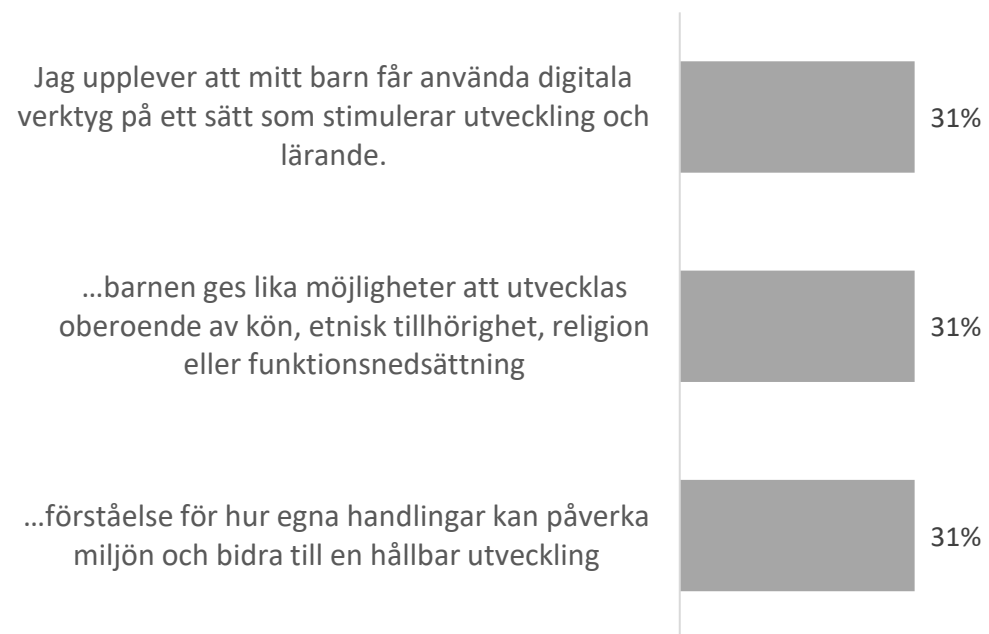 Jag upplever att mitt barn får använda digitala
verktyg på ett sätt som stimulerar utveckling och
lärande.
31%
…barnen ges lika möjligheter att utvecklas
oberoende av kön, etnisk tillhörighet, religion
eller funktionsnedsättning
31%
…förståelse för hur egna handlingar kan påverka
miljön och bidra till en hållbar utveckling
31%